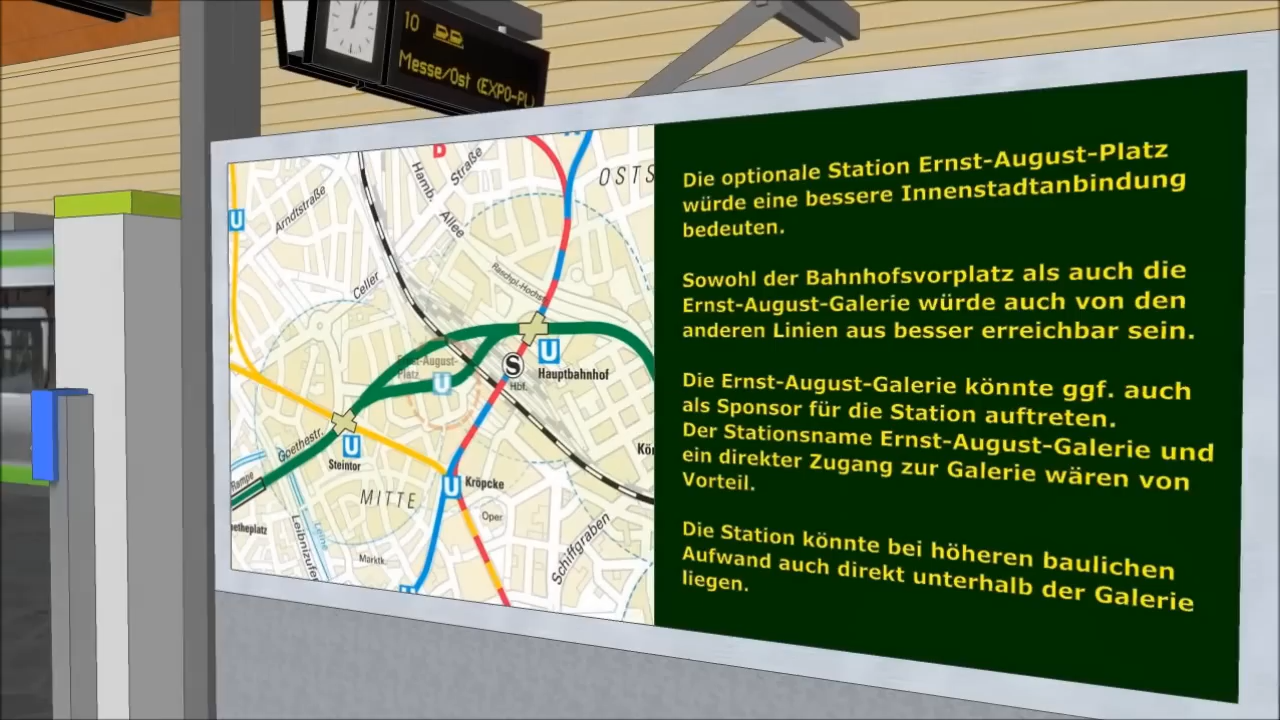 10
Messe/Ost (EXPO-PL)
U
Arndtstraße
Hamb. Allee
Straße
OSTS
Celler
Raschpl.-Hochstr.
Ernst-August-
Platz
U
S
Hbf.
U
Hauptbahnhof
Goethestr.
U
Steintor
Rampe
MITTE
U
Kröpcke
Oper
Leibnizufer
Leine
Marktk.
Schiffgraben
Die optionale Station Ernst-August-Platz
würde eine bessere Innenstadtanbindung
bedeuten.
Sowohl der Bahnhofsvorplatz als auch die
Ernst-August-Galerie würde auch von den
anderen Linien aus besser erreichbar sein.
Die Ernst-August-Galerie könnte ggf. auch
als Sponsor für die Station auftreten.
Der Stationsname Ernst-August-Galerie und
ein direkter Zugang zur Galerie wären von
Vorteil.
Die Station könnte bei höheren baulichen
Aufwand auch direkt unterhalb der Galerie
liegen.